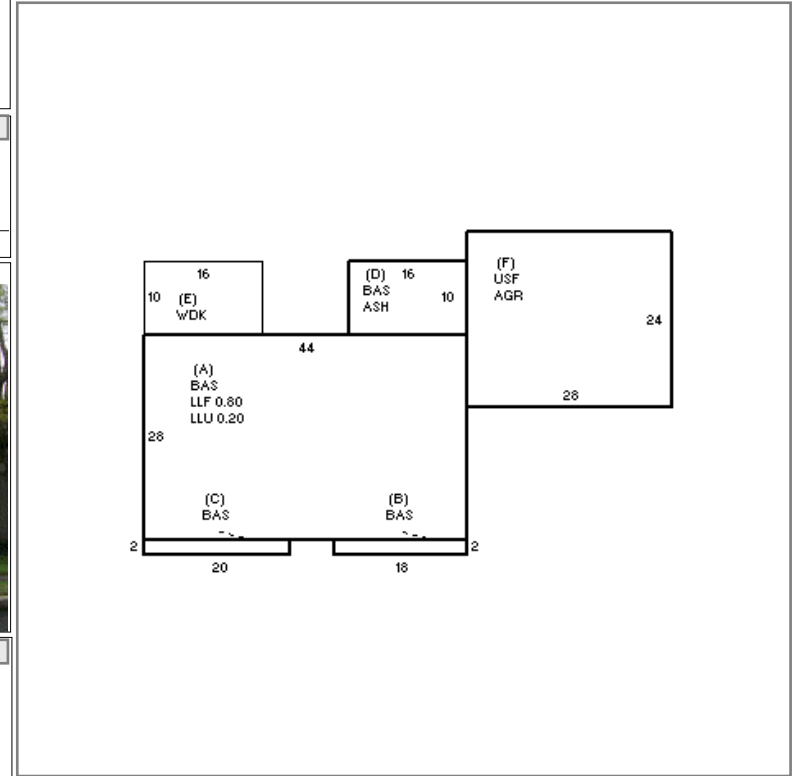 (F)
USF
AGR
24
28
16
10
(E)
WDK
(D)
16
BAS
10
ASH
44
(A)
BAS
LLF 0.80
LLU 0.20
28
(C)
BAS
(B)
BAS
2
2
20
18